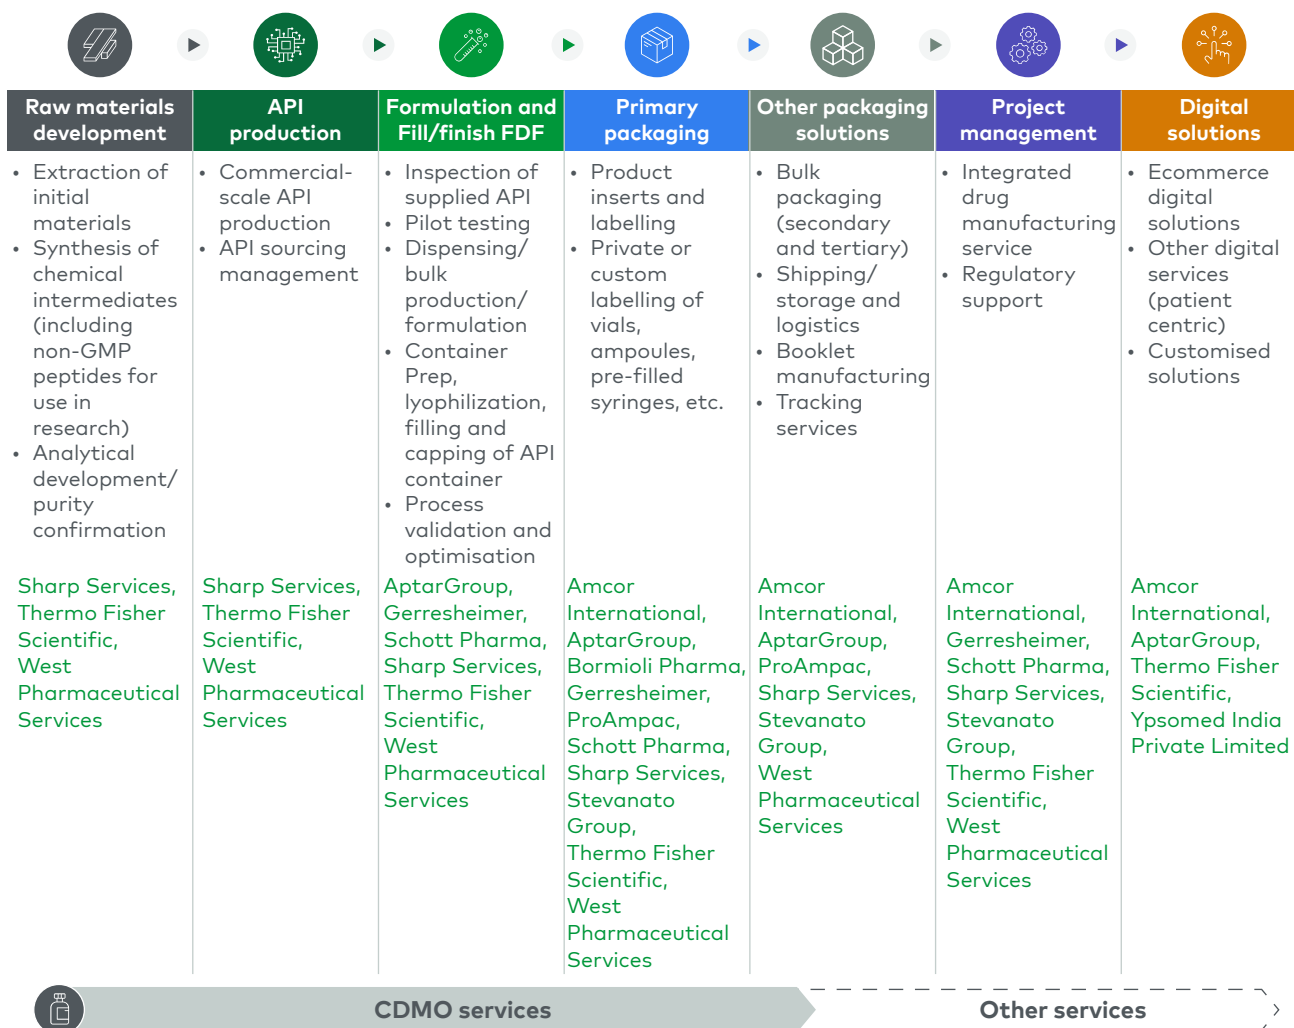 Raw materials
development
API
production
Formulation and
Fill/finish FDF
Primary
packaging
Other packaging
solutions
Project
management
Digital
solutions
• Extraction of
initial
materials
• Synthesis of
chemical
intermediates
(including
non-GMP
peptides for
use in
research)
• Analytical
development/
purity
confirmation
• Commercial-
scale API
production
• API sourcing
management
• Inspection of
supplied API
• Pilot testing
• Dispensing/
bulk
production/
formulation
• Container
Prep,
lyophilization,
filling and
capping of API
container
• Process
validation and
optimisation
• Product
inserts and
labelling
• Private or
custom
labelling of
vials,
ampoules,
pre-filled
syringes, etc.
• Bulk
packaging
(secondary
and tertiary)
• Shipping/
storage and
logistics
• Booklet
manufacturing
• Tracking
services
• Integrated
drug
manufacturing
service
• Regulatory
support
• Ecommerce
digital
solutions
• Other digital
services
(patient
centric)
• Customised
solutions
Sharp Services,
Thermo Fisher
Scientific,
West
Pharmaceutical
Services
Sharp Services,
Thermo Fisher
Scientific,
West
Pharmaceutical
Services
AptarGroup,
Gerresheimer,
Schott Pharma,
Sharp Services,
Thermo Fisher
Scientific,
West
Pharmaceutical
Services
Amcor
International,
AptarGroup,
Bormioli Pharma,
Gerresheimer,
ProAmpac,
Schott Pharma,
Sharp Services,
Stevanato
Group,
Thermo Fisher
Scientific,
West
Pharmaceutical
Services
Amcor
International,
AptarGroup,
ProAmpac,
Sharp Services,
Stevanato
Group,
West
Pharmaceutical
Services
Amcor
International,
Gerresheimer,
Schott Pharma,
Sharp Services,
Stevanato
Group,
Thermo Fisher
Scientific,
West
Pharmaceutical
Services
Amcor
International,
AptarGroup,
Thermo Fisher
Scientific,
Ypsomed India
Private Limited
CDMO services
Other services